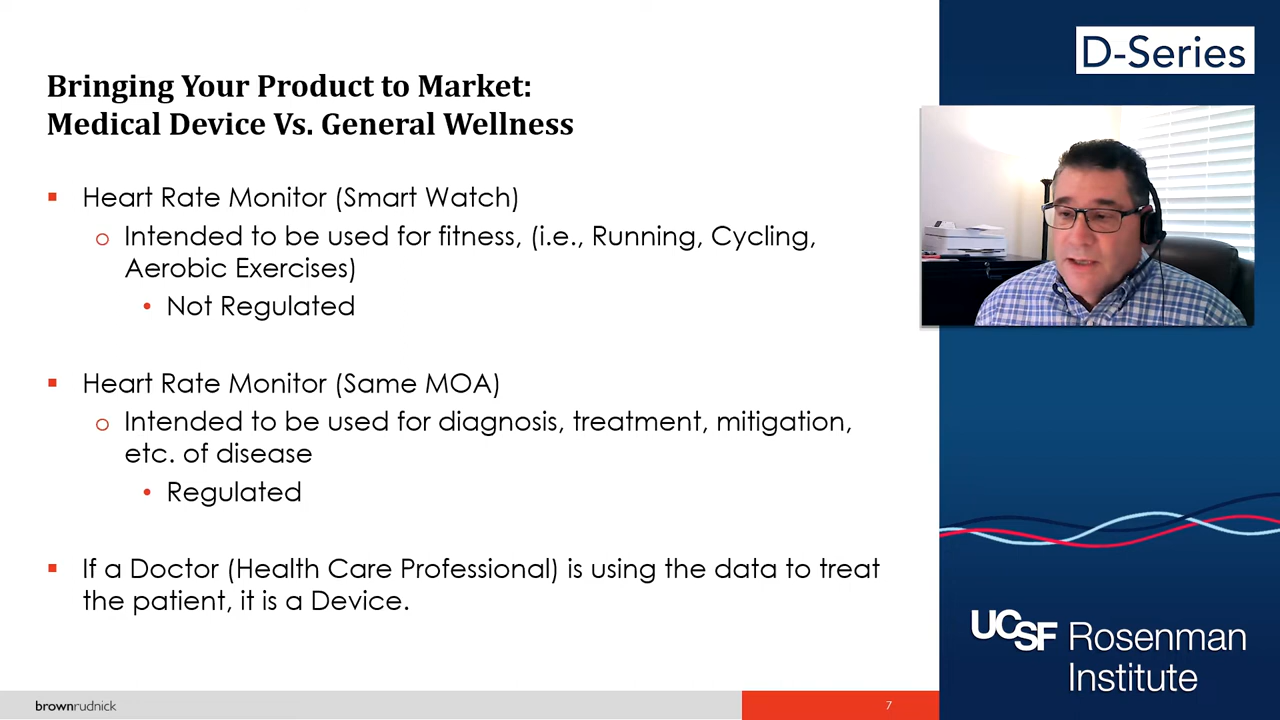 Bringing Your Product to Market:
Medical Device Vs. General Wellness
▪ Heart Rate Monitor (Smart Watch)
o Intended to be used for fitness, (i.e., Running, Cycling,
Aerobic Exercises)
• Not Regulated
▪ Heart Rate Monitor (Same MOA)
o Intended to be used for diagnosis, treatment, mitigation,
etc. of disease
• Regulated
▪ If a Doctor (Health Care Professional) is using the data to treat
the patient, it is a Device.
brownrudnick
7
D-Series
UCSF Rosenman
Institute